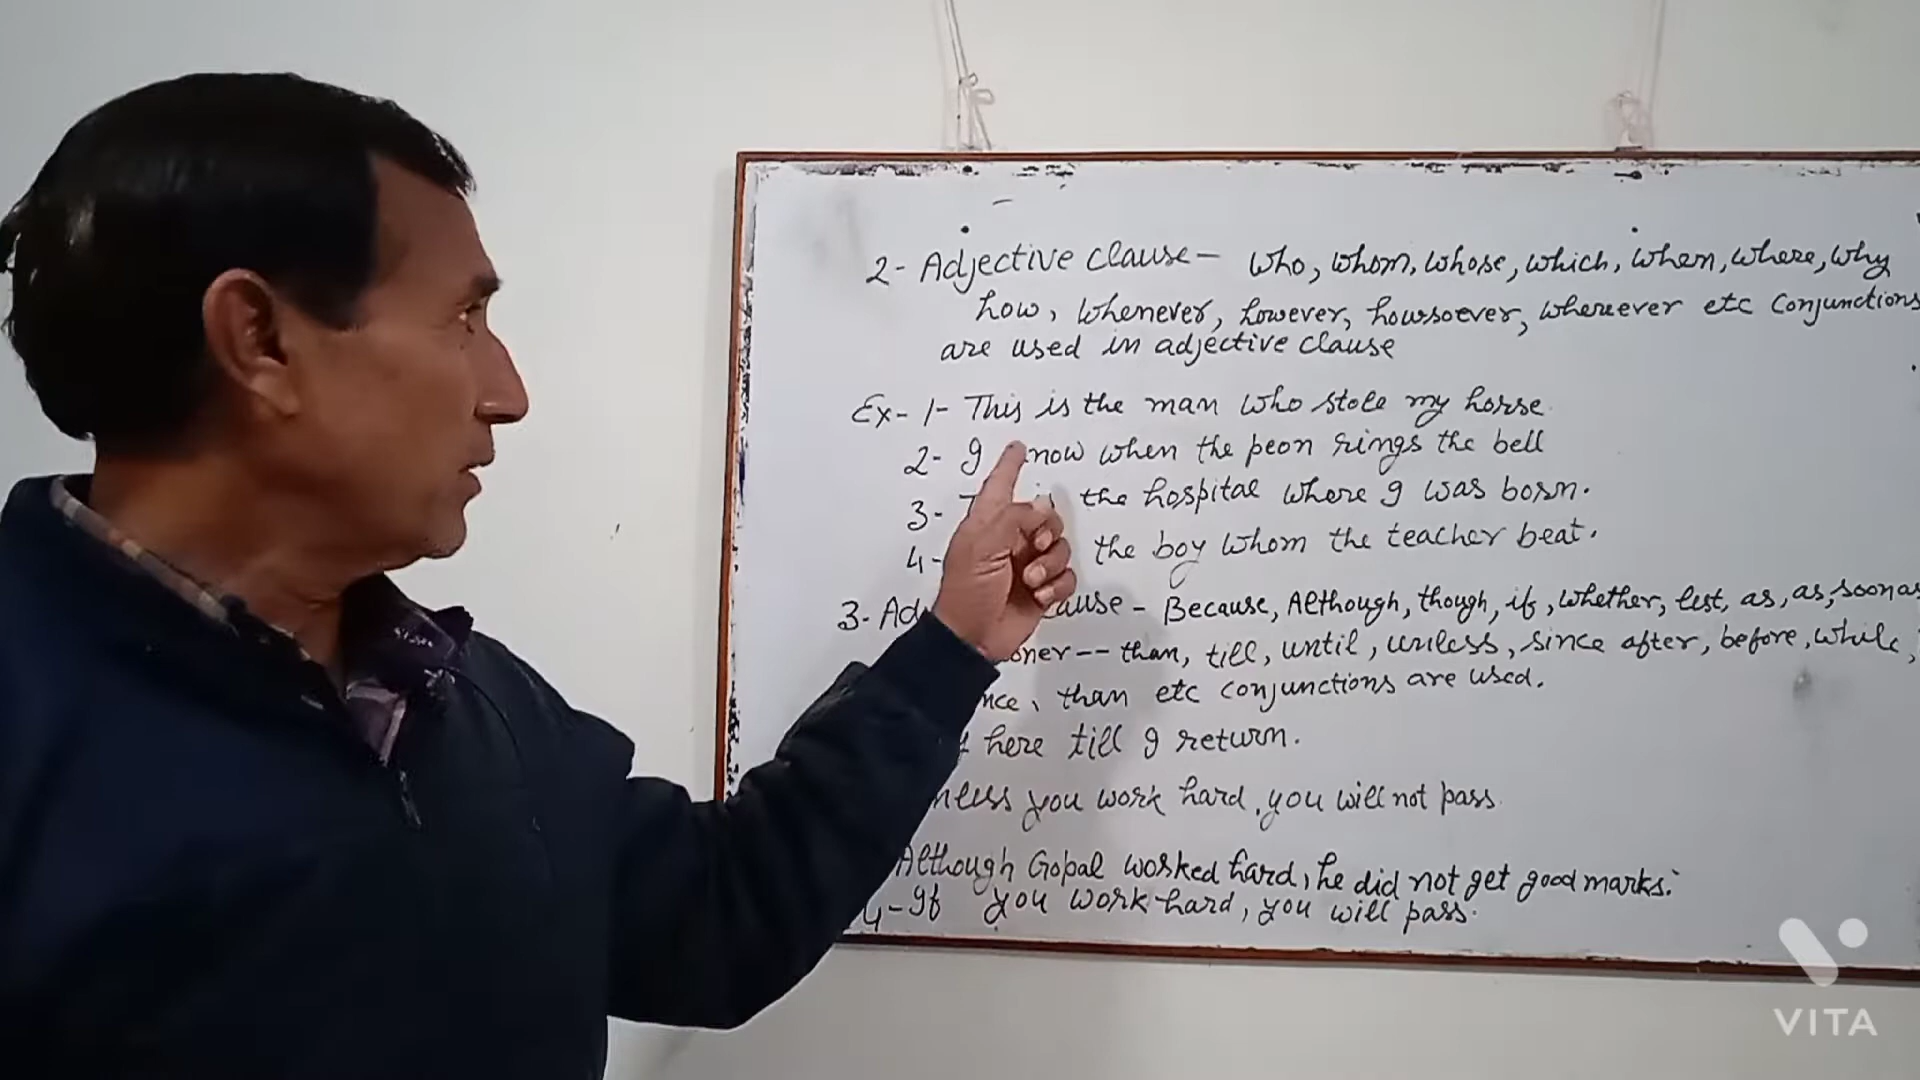 2- Adjective clause - who, whom, whose, which, when, where, why
how, whenever, however, howsoever, whereever etc conjunctions
are used in adjective clause
Ex- 1- This is the man who stole my horse.
2- I know when the peon rings the bell
3- the hospital where I was born.
4- the boy whom the teacher beat.
3- - Because, Although, though, if, whether, lest, as, as, soon as
than, till, until, unless, since after, before, while,
than etc conjunctions are used.
here till I return.
you work hard, you will not pass.
Although Gopal worked hard, he did not get good marks.
4- If you work hard, you will pass.
VITA